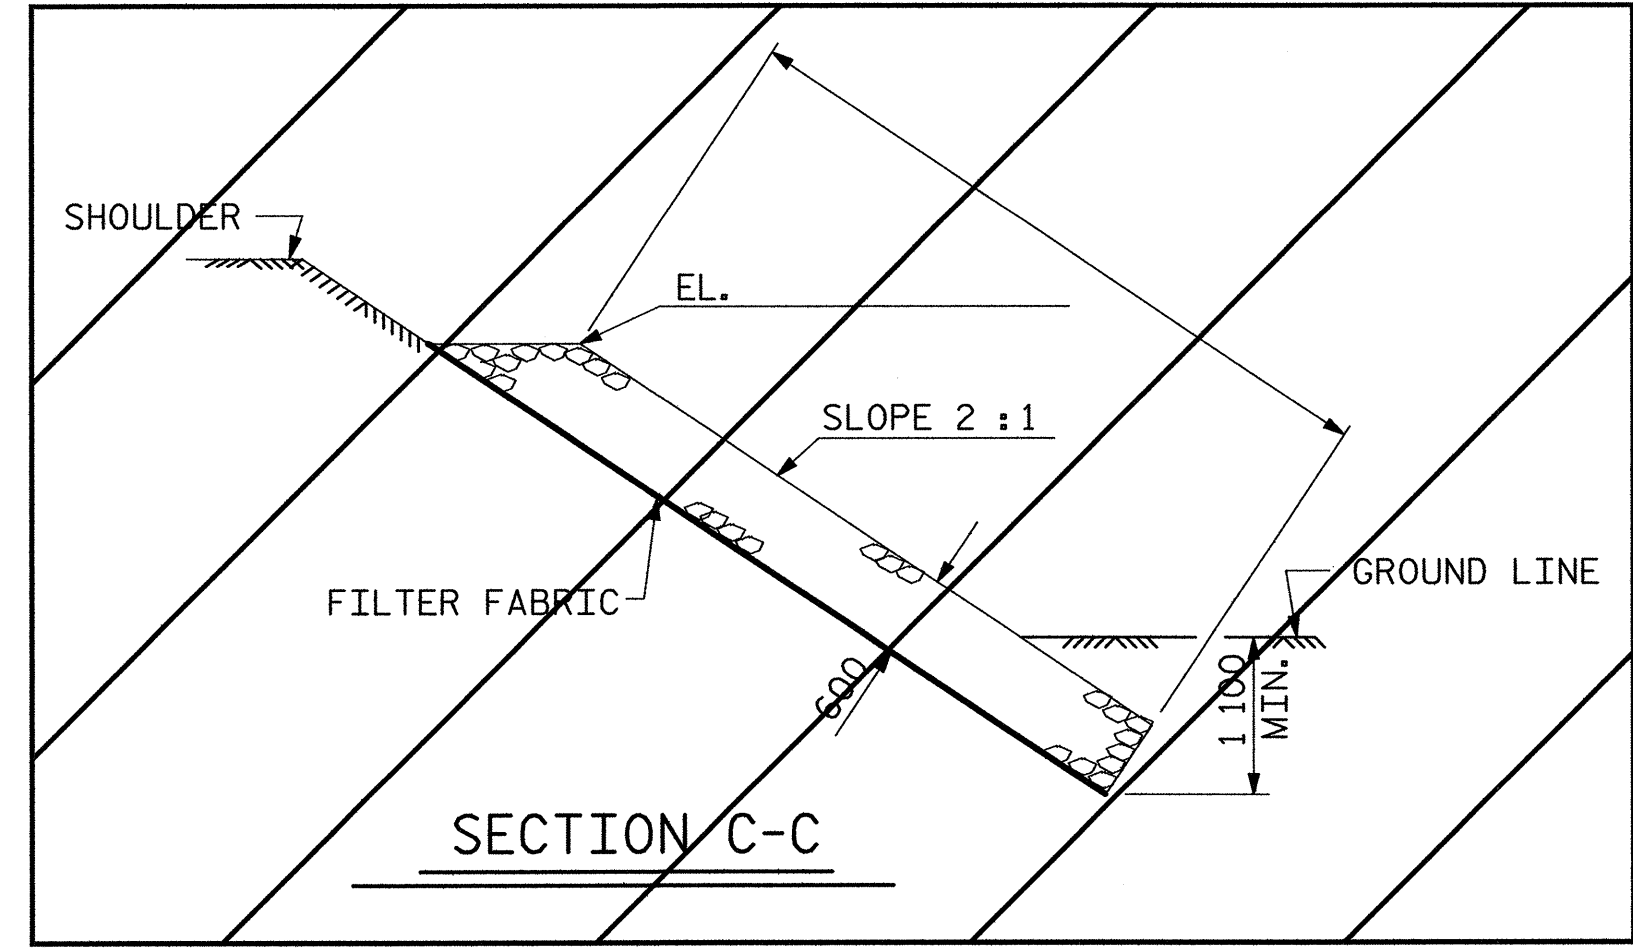 SHOULDER
EL.
SLOPE 2 :1
GROUND LINE
FILTER FABRIC
600
1 100
MIN.
SECTION C-C